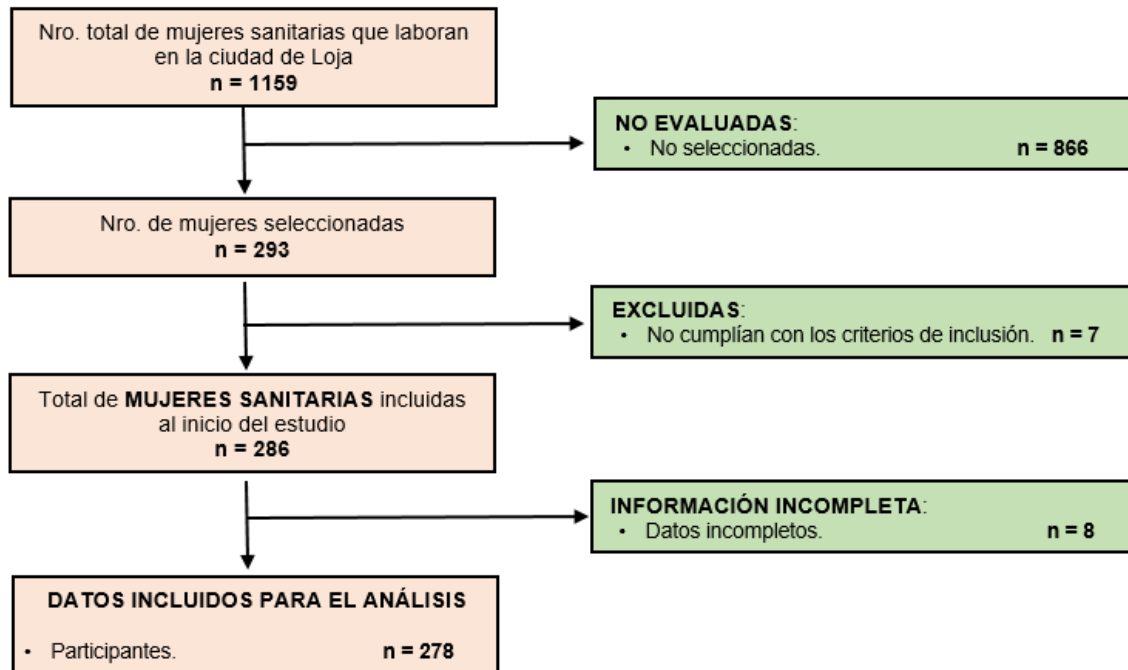 Nro. total de mujeres sanitarias que laboran
en la ciudad de Loja
n = 1159
NO EVALUADAS:
• No seleccionadas. n = 866
Nro. de mujeres seleccionadas
n = 293
EXCLUIDAS:
• No cumplían con los criterios de inclusión. n = 7
Total de MUJERES SANITARIAS incluidas
al inicio del estudio
n = 286
INFORMACIÓN INCOMPLETA:
• Datos incompletos. n = 8
DATOS INCLUIDOS PARA EL ANÁLISIS
• Participantes. n = 278